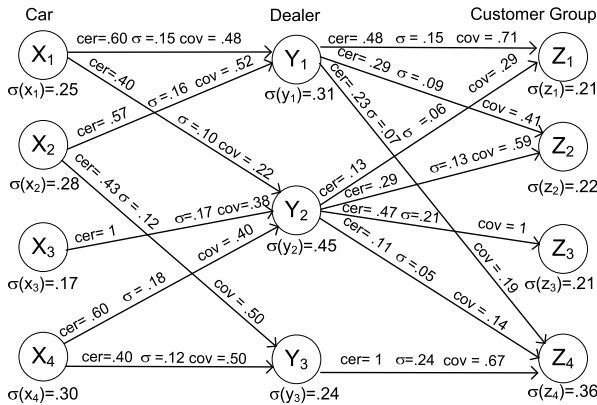 Car Dealer Customer Group
X₁ cer=.60 σ=.15 cov = .48 Y₁ cer=.48 σ = .15 cov = .71 Z₁
σ(x₁)=.25 σ(y₁)=.31 σ(z₁)=.21
cer=.40 σ=.10 cov = .22
cer= .57 σ=.16 cov = .52
cer= .29 σ = .09 cov = .41
cer= .23 σ = .07 cov = .19
X₂ Z₂
σ(x₂)=.28 σ(z₂)=.22
cer= .43 σ = .12 cov = .50
cer= .13 σ = .06 cov= .29
cer= .29 σ=.13 cov = .59
X₃ cer= 1 σ=.17 cov=.38 Y₂ cer= .47 σ=.21 cov = 1 Z₃
σ(x₃)=.17 σ(y₂)=.45 σ(z₃)=.21
cer= .60 σ = .18 cov = .40
cer= .11 σ=.05 cov = .14
X₄ cer=.40 σ =.12 cov = .50 Y₃ cer= 1 σ=.24 cov = .67 Z₄
σ(x₄)=.30 σ(y₃)=.24 σ(z₄)=.36